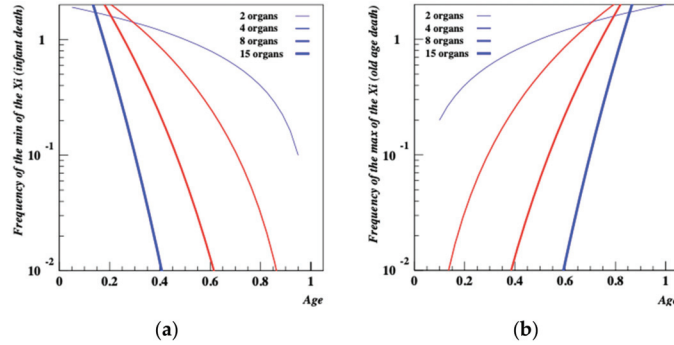 Frequency of the min of the Xi (infant death)
1
10^-1
10^-2
2 organs
4 organs
8 organs
15 organs
0 0.2 0.4 0.6 0.8 1
Age
(a)
Frequency of the max of the Xi (old age death)
1
10^-1
10^-2
2 organs
4 organs
8 organs
15 organs
0 0.2 0.4 0.6 0.8 1
Age
(b)